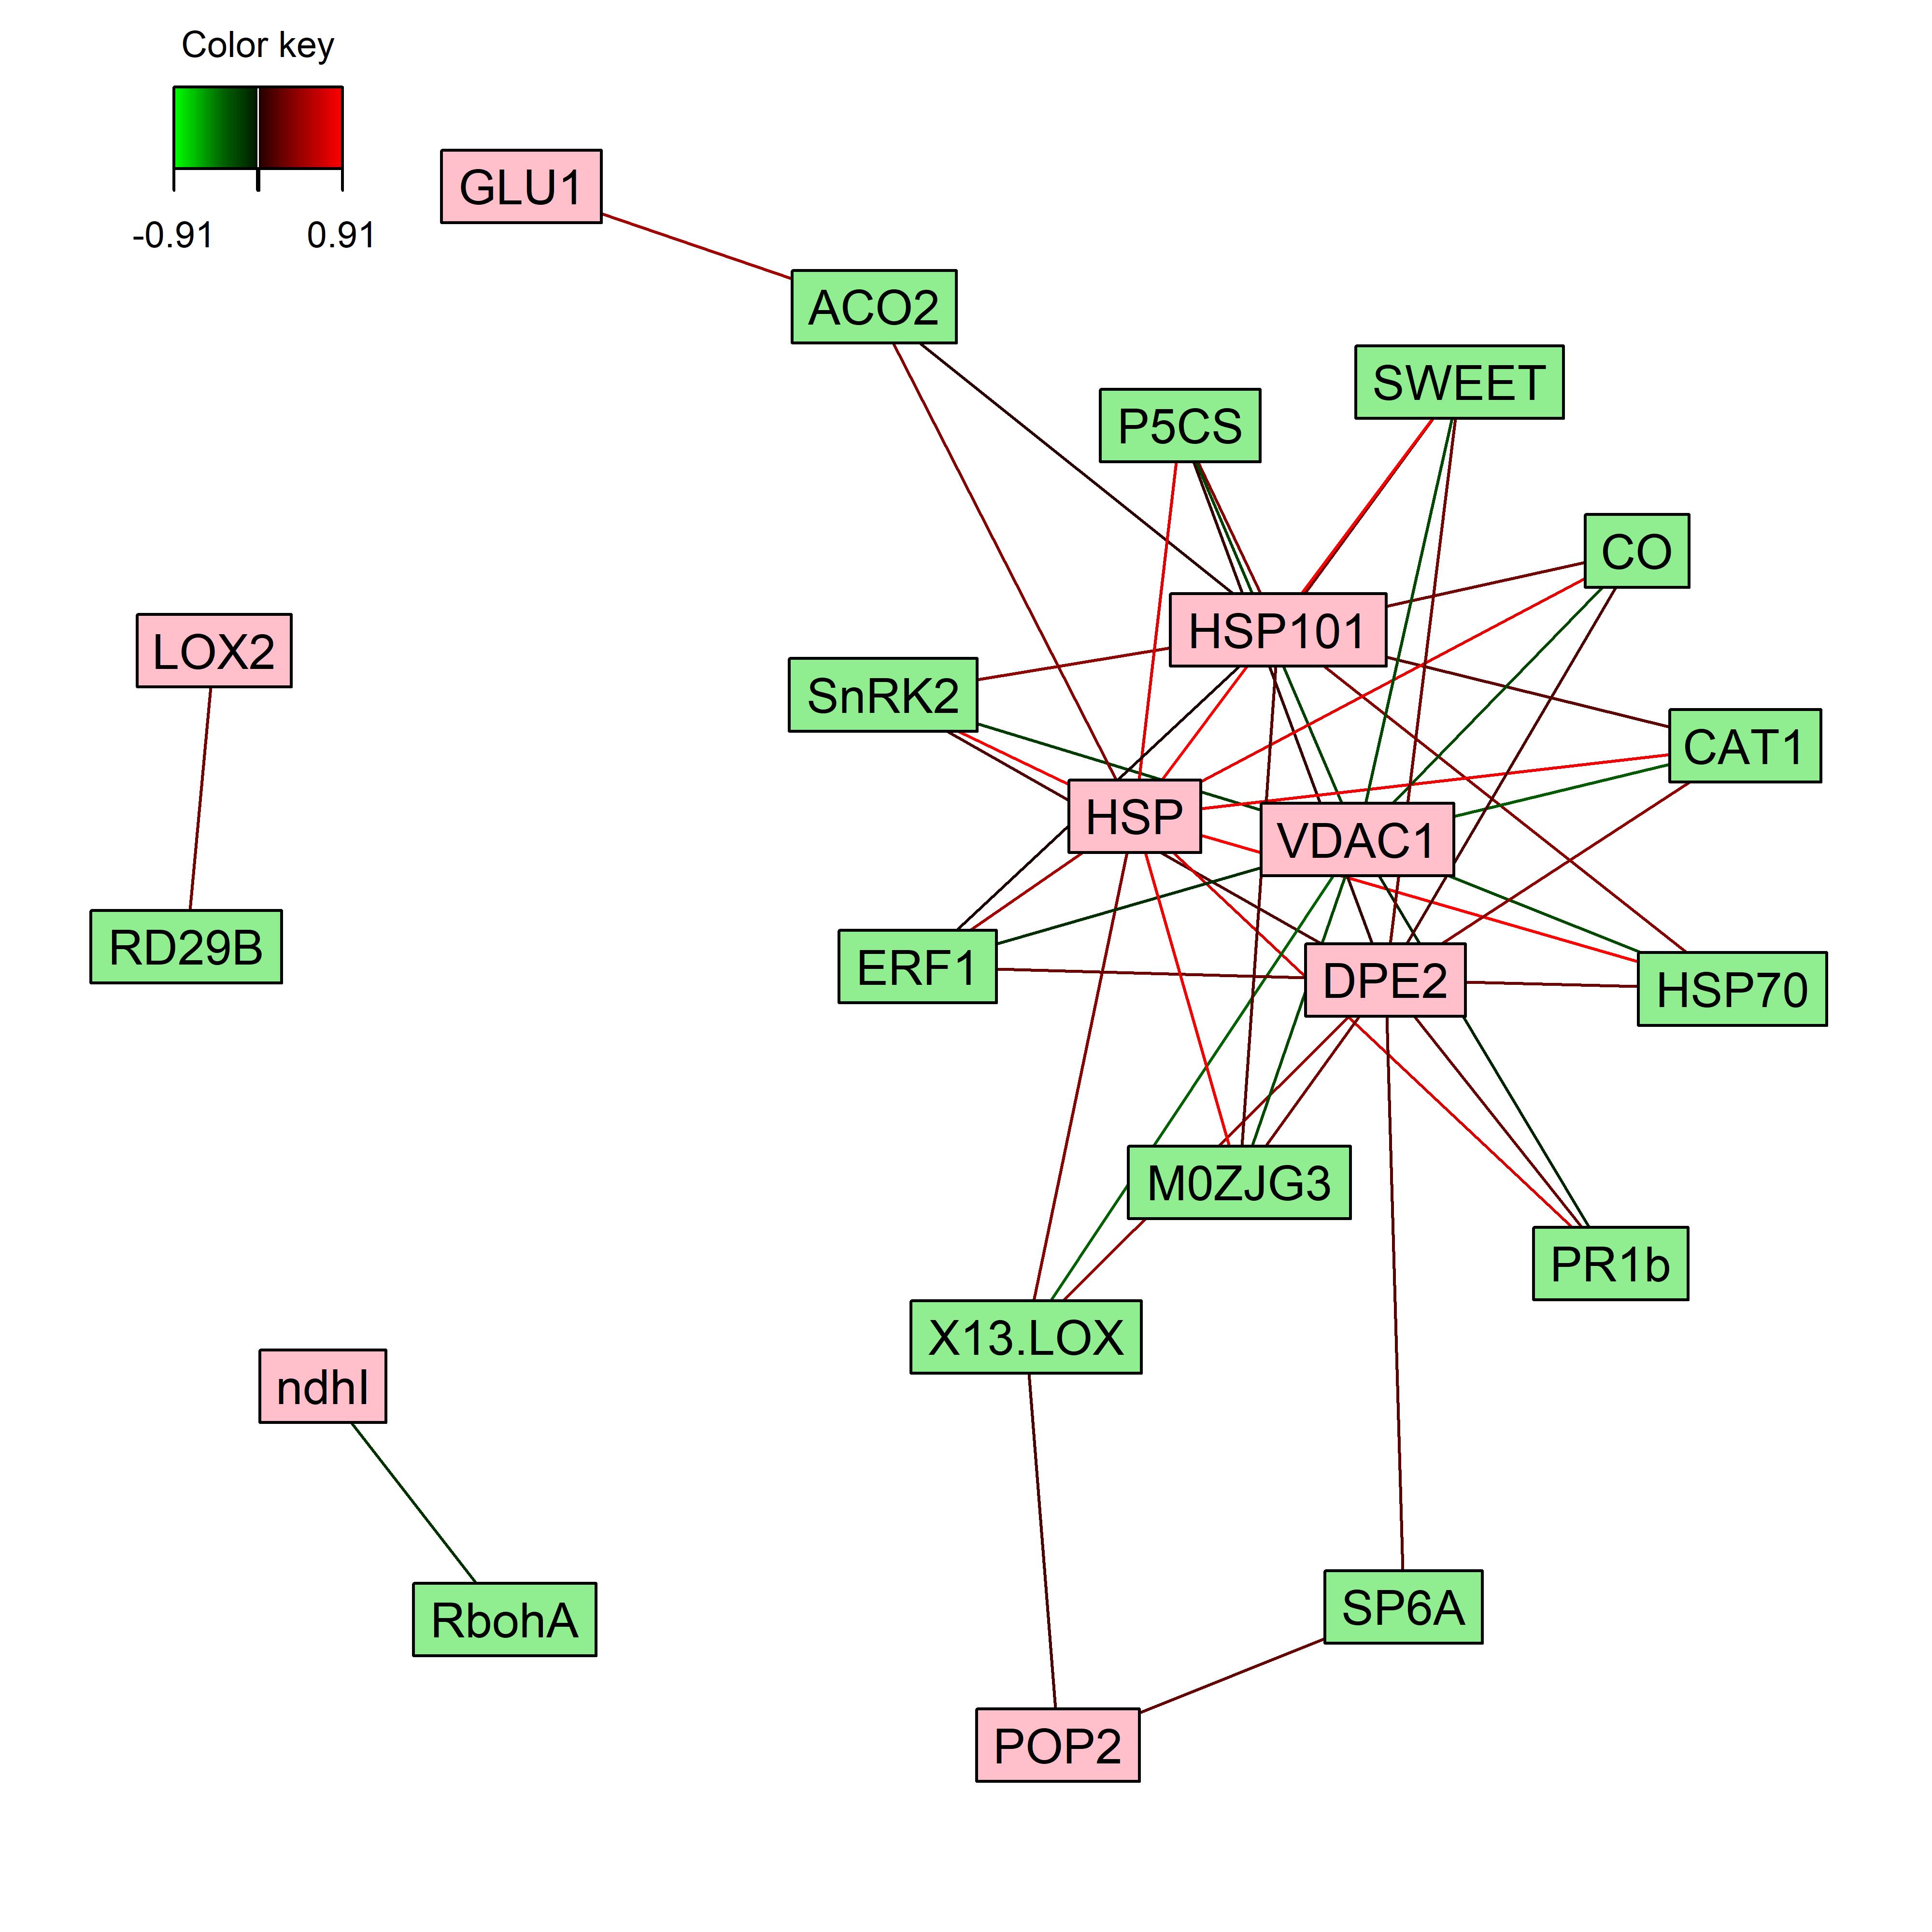 Color key
-0.91 0.91
GLU1
ACO2
SWEET
P5CS
CO
HSP101
LOX2
SnRK2
CAT1
HSP
VDAC1
RD29B
ERF1
DPE2
HSP70
M0ZJG3
PR1b
X13.LOX
ndhI
SP6A
RbohA
POP2